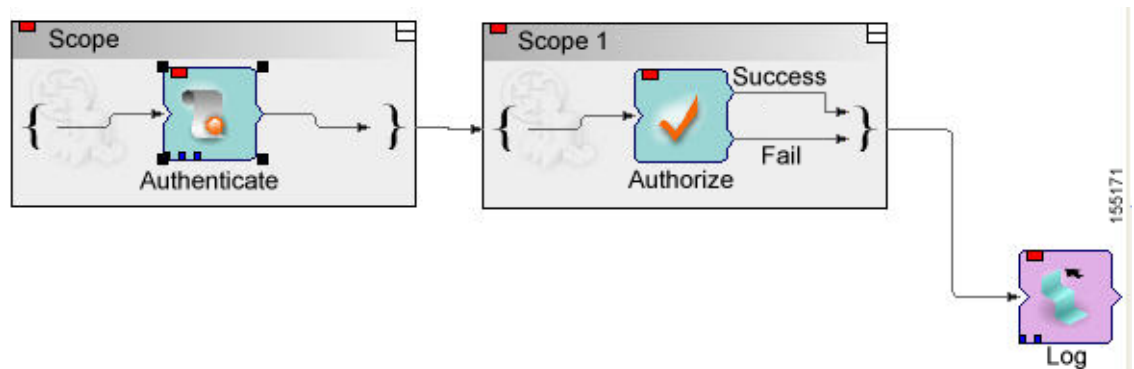 Scope
Scope 1
Success
Fail
Authenticate
Authorize
155171
Log